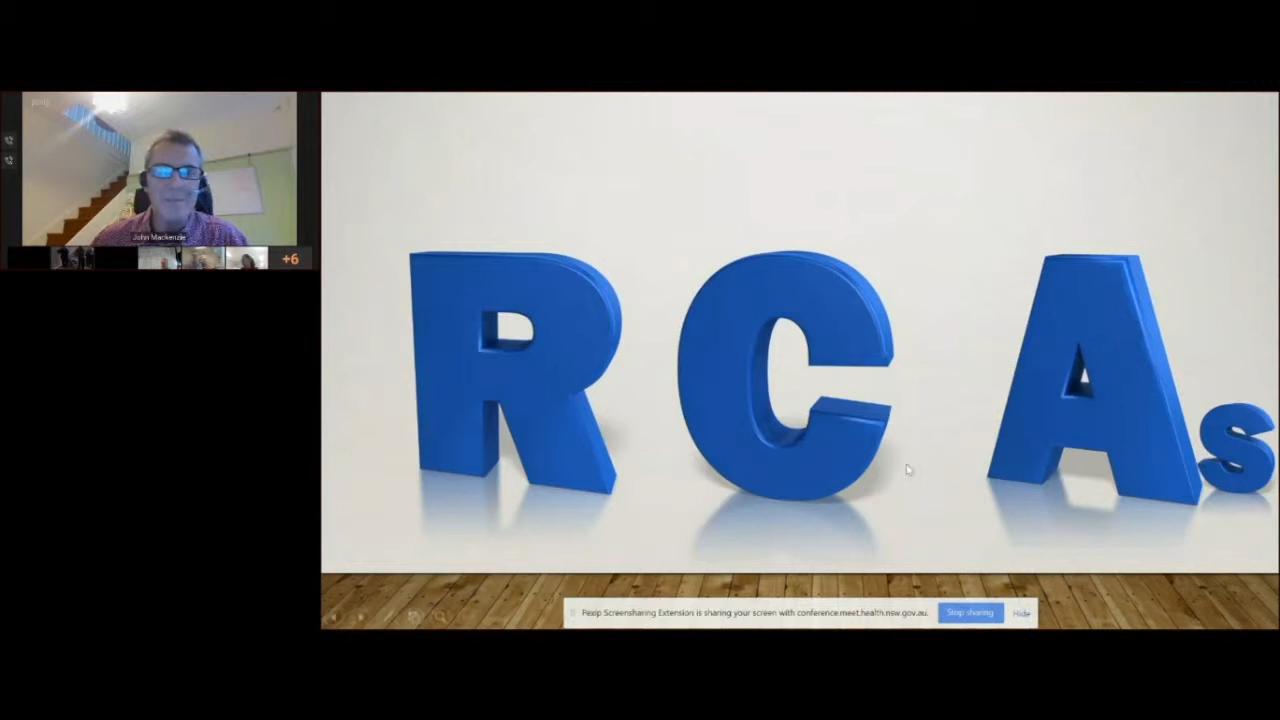 pexip
John Mackenzie
+6
R C A s
Pexip Screensharing Extension is sharing your screen with conference.meet.health.nsw.gov.au.
Stop sharing
Hide